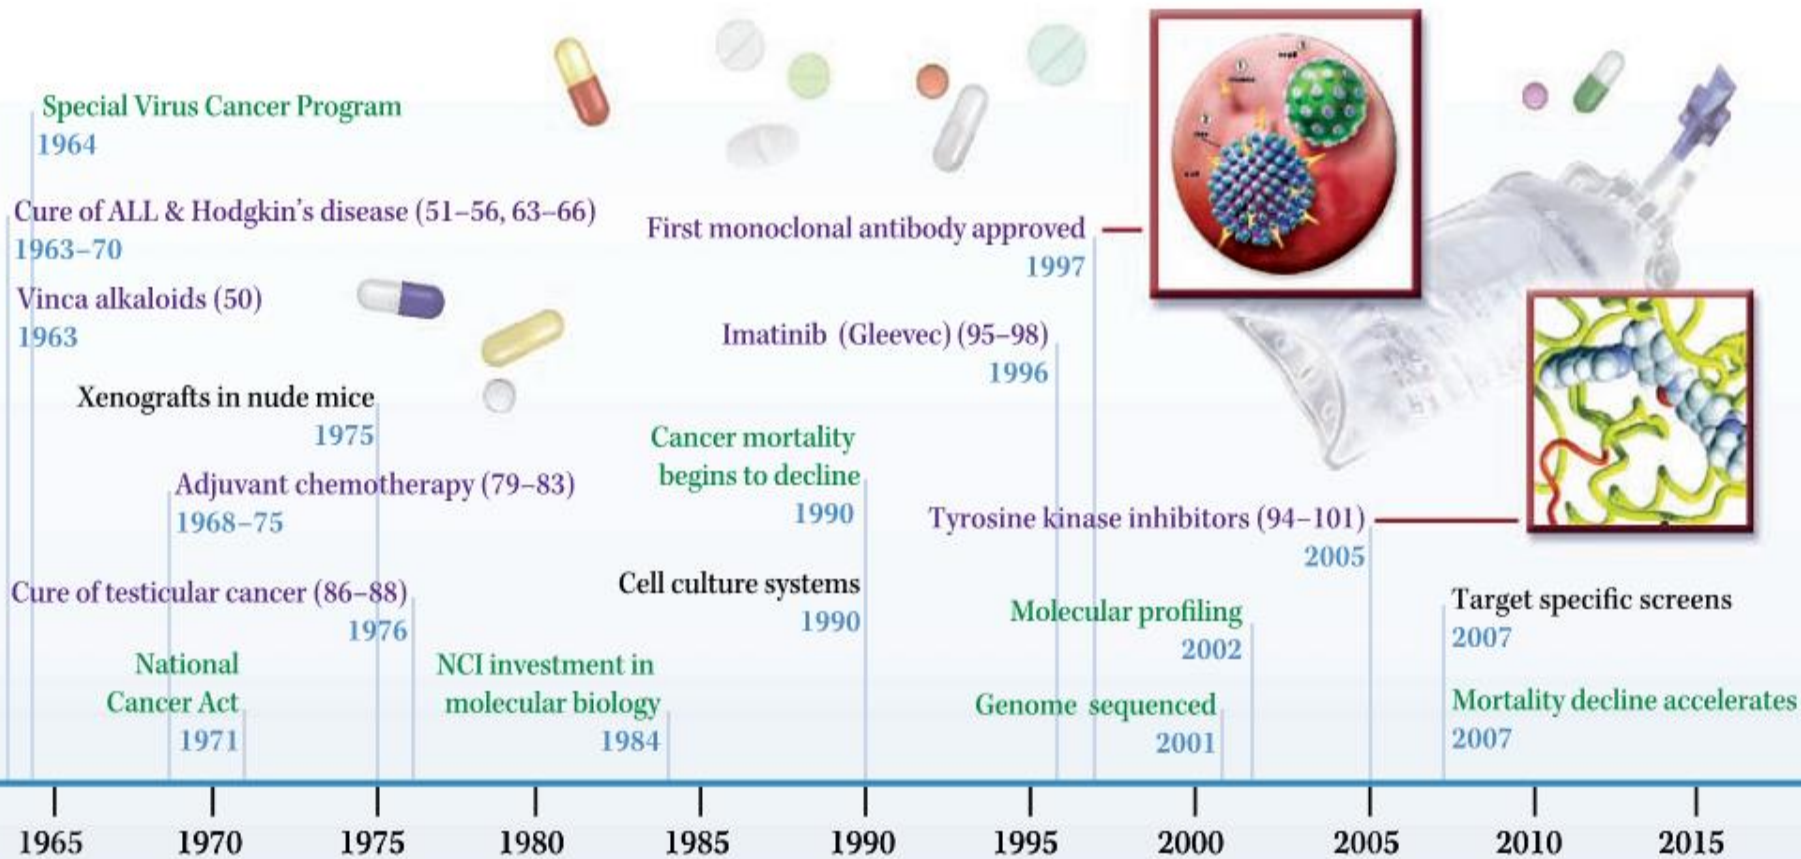 Special Virus Cancer Program
1964
Cure of ALL & Hodgkin's disease (51–56, 63–66)
1963–70
Vinca alkaloids (50)
1963
Xenografts in nude mice
1975
Adjuvant chemotherapy (79–83)
1968–75
Cure of testicular cancer (86–88)
1976
National
Cancer Act
1971
NCI investment in
molecular biology
1984
First monoclonal antibody approved
1997
Imatinib (Gleevec) (95–98)
1996
Cancer mortality
begins to decline
1990
Cell culture systems
1990
Tyrosine kinase inhibitors (94–101)
2005
Molecular profiling
2002
Genome sequenced
2001
Target specific screens
2007
Mortality decline accelerates
2007
1965 1970 1975 1980 1985 1990 1995 2000 2005 2010 2015